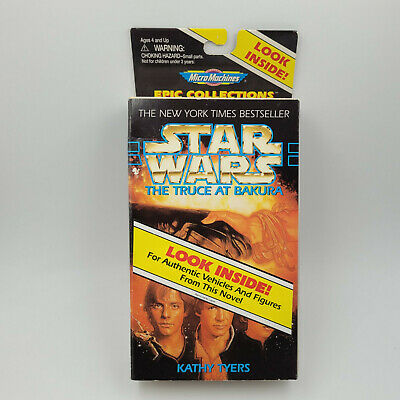 Ages 4 and Up
WARNING:
CHOKING HAZARD-Small parts.
Not for children under 3 years.
LOOK
INSIDE!
Micro Machines
EPIC COLLECTIONS
THE NEW YORK TIMES BESTSELLER
STAR
WARS
THE TRUCE AT BAKURA
LOOK INSIDE!
For Authentic Vehicles And Figures
From This Novel
KATHY TYERS